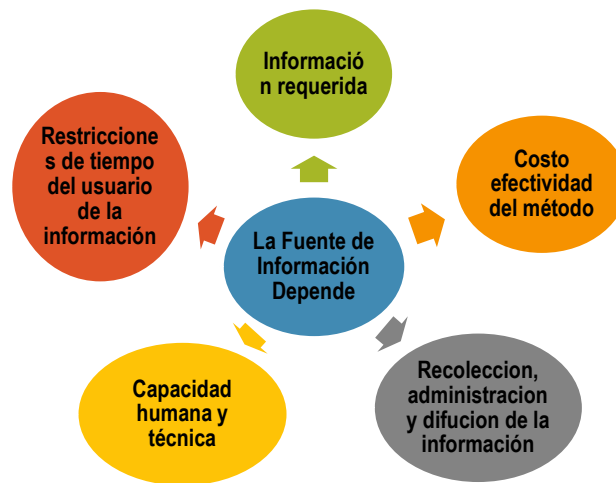 Informació
n requerida
Restriccione
s de tiempo
del usuario
de la
información
Costo
efectividad
del método
La Fuente de
Información
Depende
Capacidad
humana y
técnica
Recoleccion,
administracion
y difucion de la
información